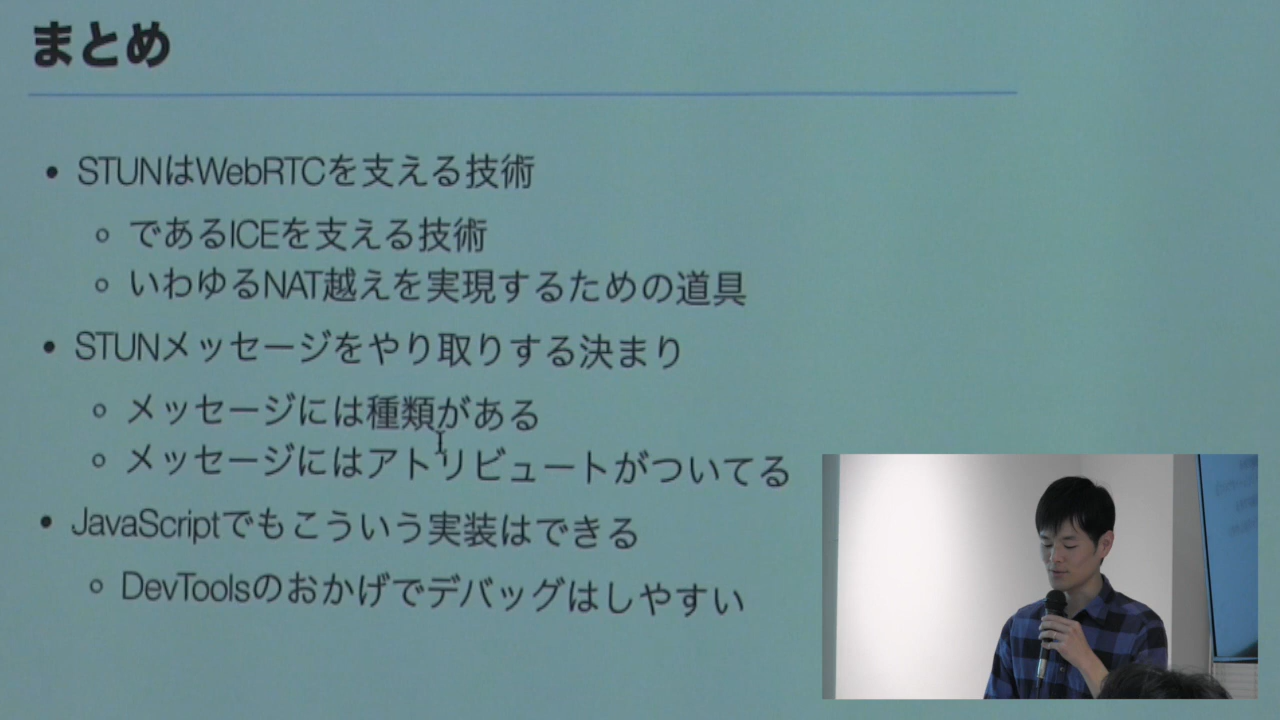 まとめ
• STUNはWebRTCを支える技術
◦ であるICEを支える技術
◦ いわゆるNAT越えを実現するための道具
• STUNメッセージをやり取りする決まり
◦ メッセージには種類がある
◦ メッセージにはアトリビュートがついてる
• JavaScriptでもこういう実装はできる
◦ DevToolsのおかげでデバッグはしやすい